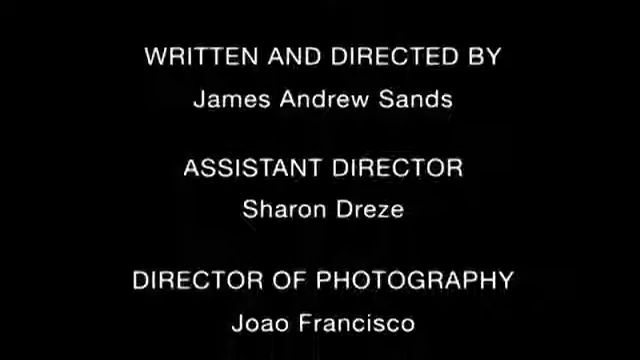 WRITTEN AND DIRECTED BY
James Andrew Sands
ASSISTANT DIRECTOR
Sharon Dreze
DIRECTOR OF PHOTOGRAPHY
Joao Francisco